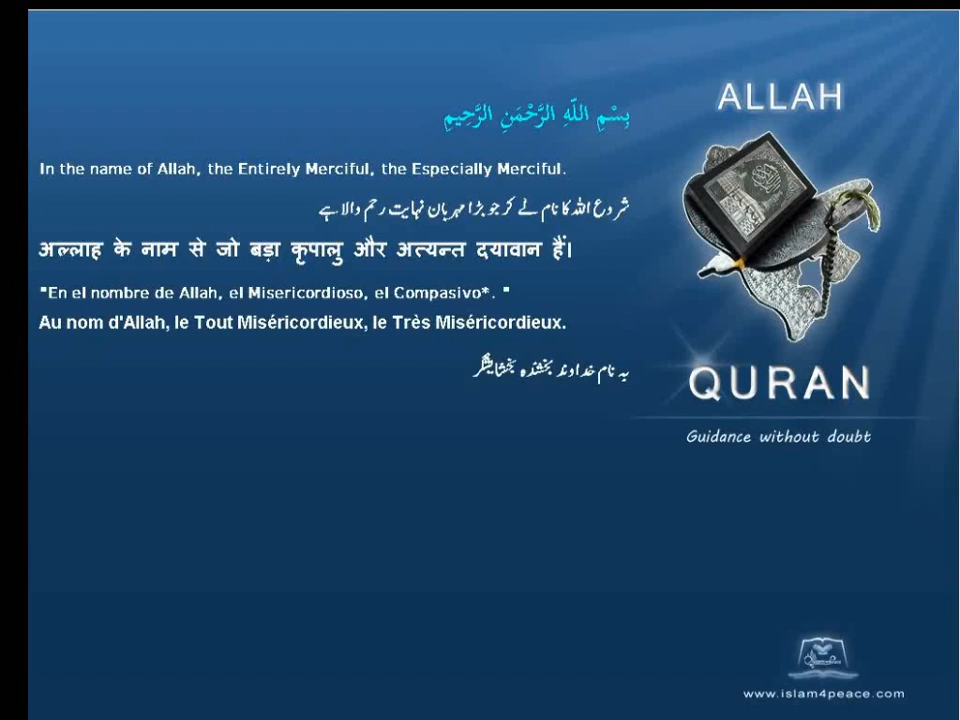 بِسْمِ اللّهِ الرَّحْمَنِ الرَّحِيمِ
In the name of Allah, the Entirely Merciful, the Especially Merciful.
شروع الله کا نام لے کر جو بڑا مہربان نہایت رحم والا ہے
अल्लाह के नाम से जो बड़ा कृपालु और अत्यन्त दयावान हैं।
"En el nombre de Allah, el Misericordioso, el Compasivo*. "
Au nom d'Allah, le Tout Miséricordieux, le Très Miséricordieux.
به نام خداوند بخشنده بخشایشگر
ALLAH
QURAN
Guidance without doubt
www.islam4peace.com